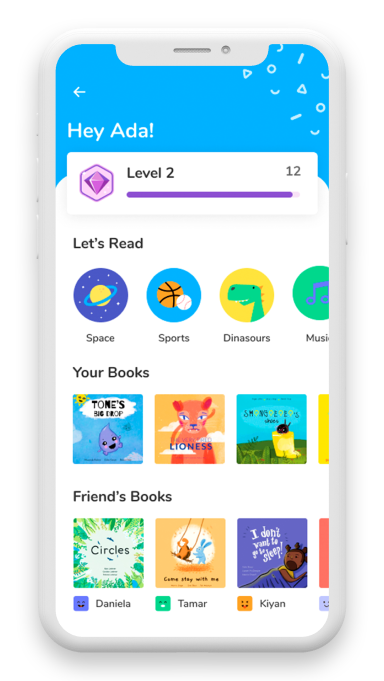 Hey Ada!
Level 2
12
Let's Read
Space
Sports
Dinasours
Music
Your Books
TONE'S
BIG DROP
LIONESS
Friend's Books
Circles
Come stay with me
I don't
want to
go to
sleep!
Daniela
Tamar
Kiyan